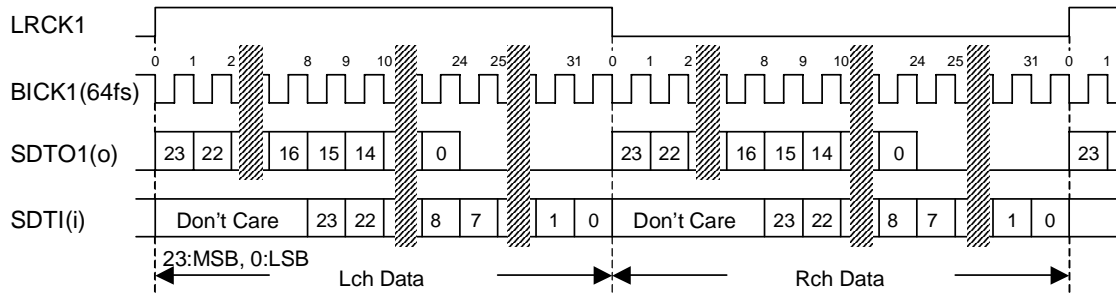 LRCK1
0 1 2 8 9 10 24 25 31 0 1 2 8 9 10 24 25 31 0 1
BICK1(64fs)
SDTO1(o) 23 22 16 15 14 0 23 22 16 15 14 0 23
SDTI(i) Don't Care 23 22 8 7 1 0 Don't Care 23 22 8 7 1 0
23:MSB, 0:LSB
Lch Data Rch Data